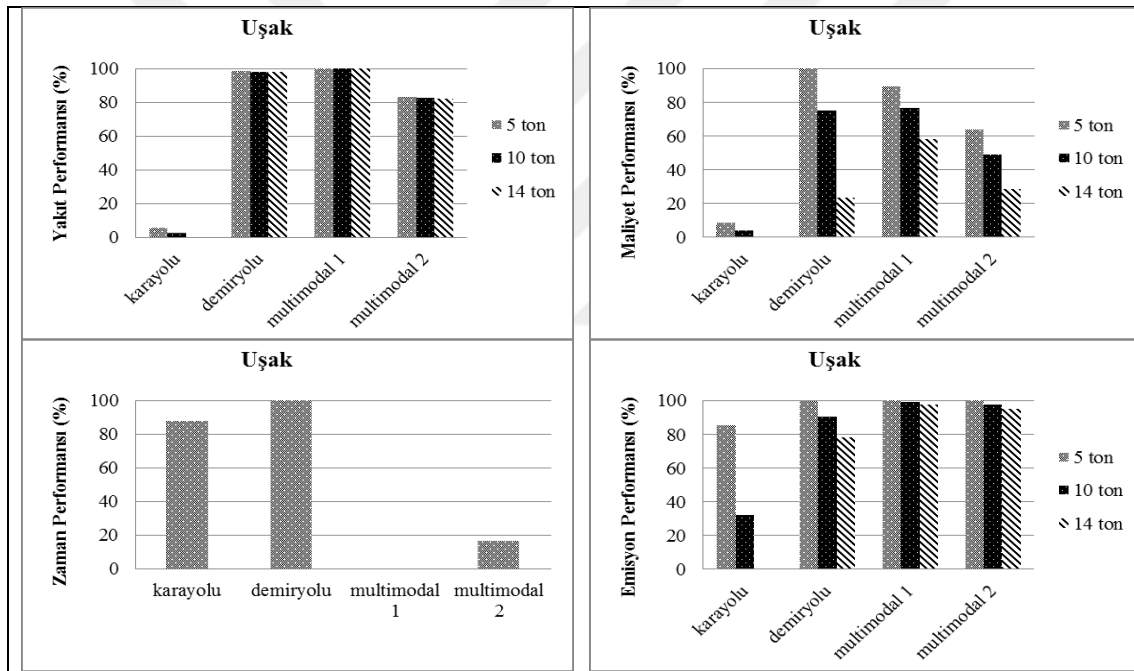 Uşak
Yakıt Performansı (%)
100
80
60
40
20
0
karayolu
demiryolu
multimodal 1
multimodal 2
5 ton
10 ton
14 ton
Uşak
Maliyet Performansı (%)
100
80
60
40
20
0
karayolu
demiryolu
multimodal 1
multimodal 2
5 ton
10 ton
14 ton
Uşak
Zaman Performansı (%)
100
80
60
40
20
0
karayolu
demiryolu
multimodal
1
multimodal
2
Uşak
Emisyon Performansı (%)
100
80
60
40
20
0
karayolu
demiryolu
multimodal 1
multimodal 2
5 ton
10 ton
14 ton